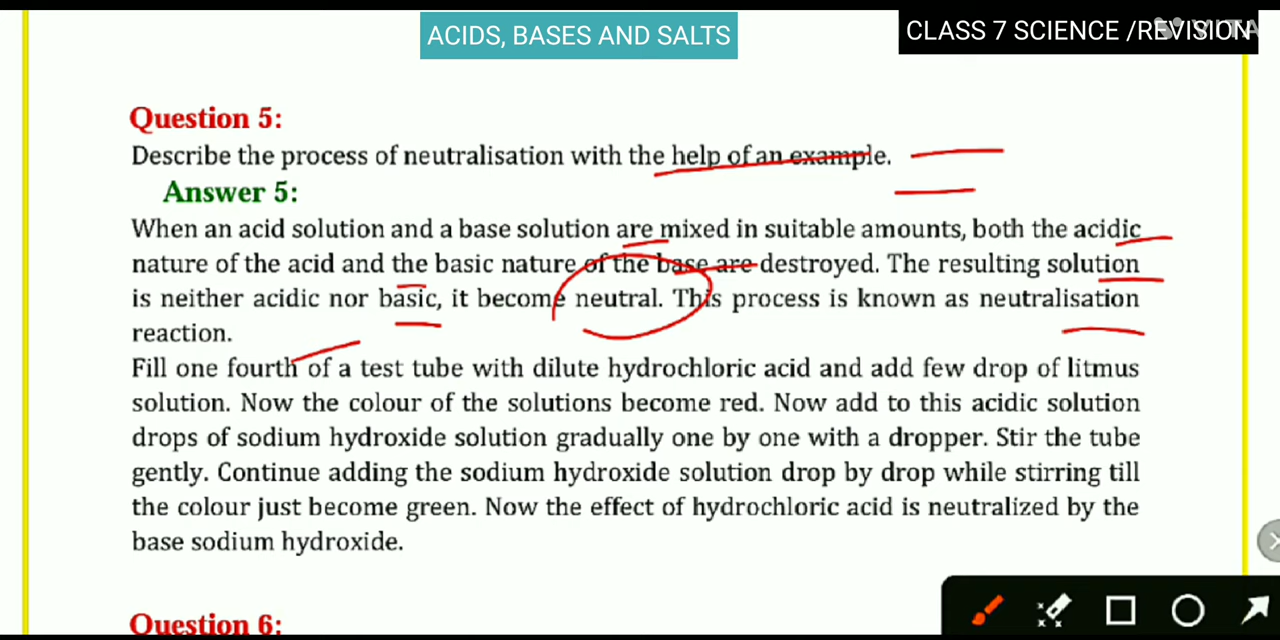 ACIDS, BASES AND SALTS
CLASS 7 SCIENCE /REVISION
Question 5:
Describe the process of neutralisation with the help of an example.
Answer 5:
When an acid solution and a base solution are mixed in suitable amounts, both the acidic
nature of the acid and the basic nature of the base are destroyed. The resulting solution
is neither acidic nor basic, it become neutral. This process is known as neutralisation
reaction.
Fill one fourth of a test tube with dilute hydrochloric acid and add few drop of litmus
solution. Now the colour of the solutions become red. Now add to this acidic solution
drops of sodium hydroxide solution gradually one by one with a dropper. Stir the tube
gently. Continue adding the sodium hydroxide solution drop by drop while stirring till
the colour just become green. Now the effect of hydrochloric acid is neutralized by the
base sodium hydroxide.
Question 6: